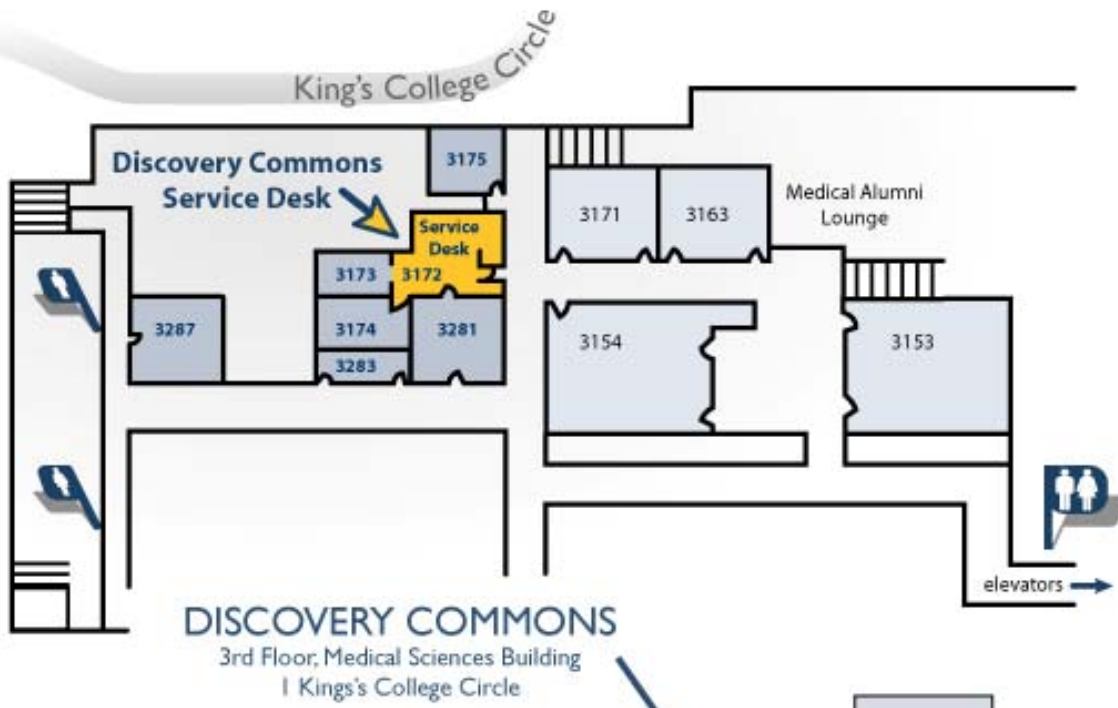 King's College Circle
Discovery Commons
Service Desk
3175
Service
Desk
3171
3163
Medical Alumni
Lounge
3173
3172
3287
3174
3281
3154
3153
3283
elevators
DISCOVERY COMMONS
3rd Floor, Medical Sciences Building
1 Kings's College Circle